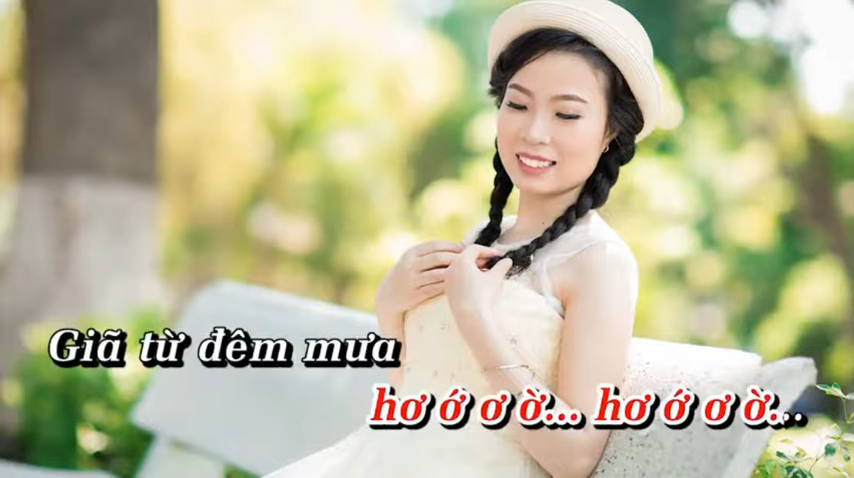 Giã từ đêm mưa
hơ ớ ơ ờ... hơ ớ ơ ờ...